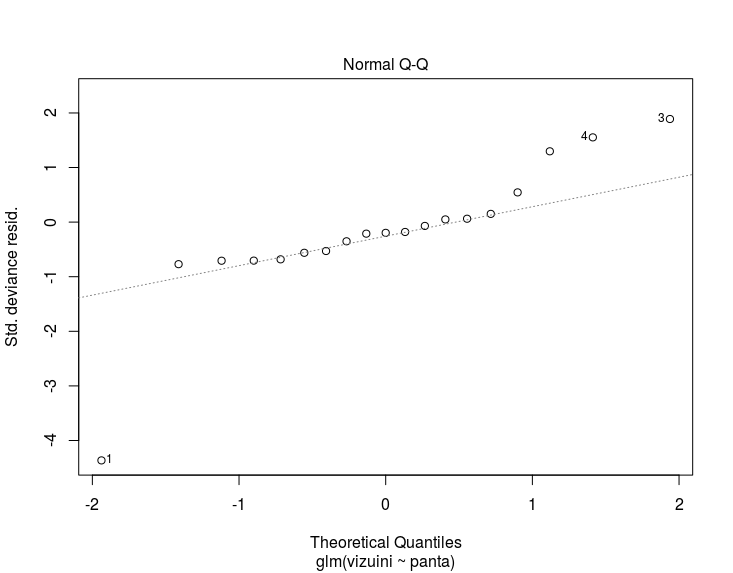 Normal Q-Q
2
1
0
-1
-2
-3
-4
Std. deviance resid.
4
3
1
-2 -1 0 1 2
Theoretical Quantiles
glm(vizuini ~ panta)